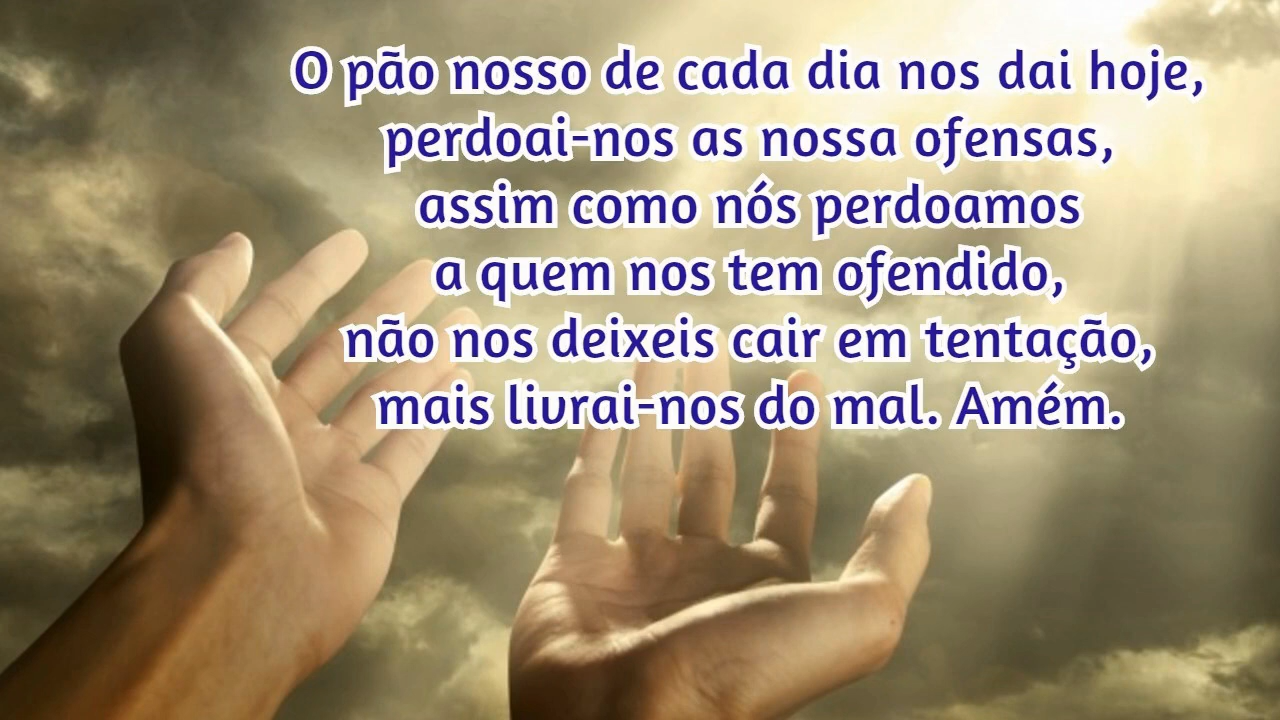 O pão nosso de cada dia nos dai hoje,
perdoai-nos as nossa ofensas,
assim como nós perdoamos
a quem nos tem ofendido,
não nos deixeis cair em tentação,
mais livrai-nos do mal. Amém.